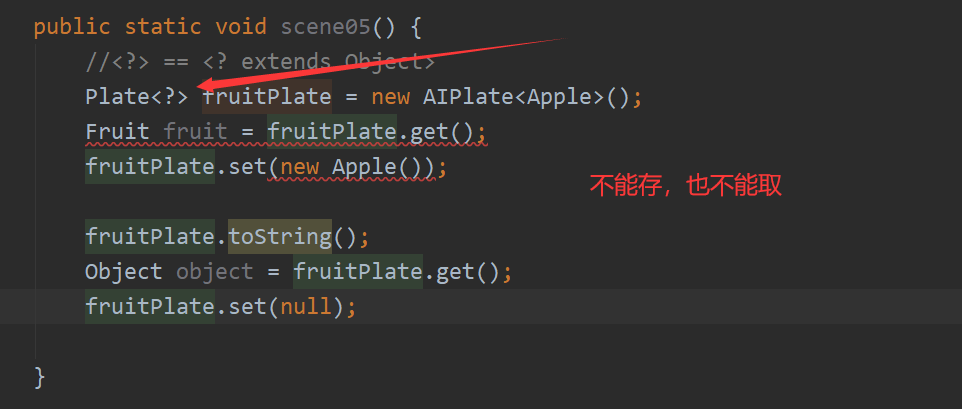 public static void scene05() {
//<?> == <? extends Object>
Plate<?> fruitPlate = new AIPlate<Apple>();
Fruit fruit = fruitPlate.get();
fruitPlate.set(new Apple());
不能存，也不能取
fruitPlate.toString();
Object object = fruitPlate.get();
fruitPlate.set(null);
}